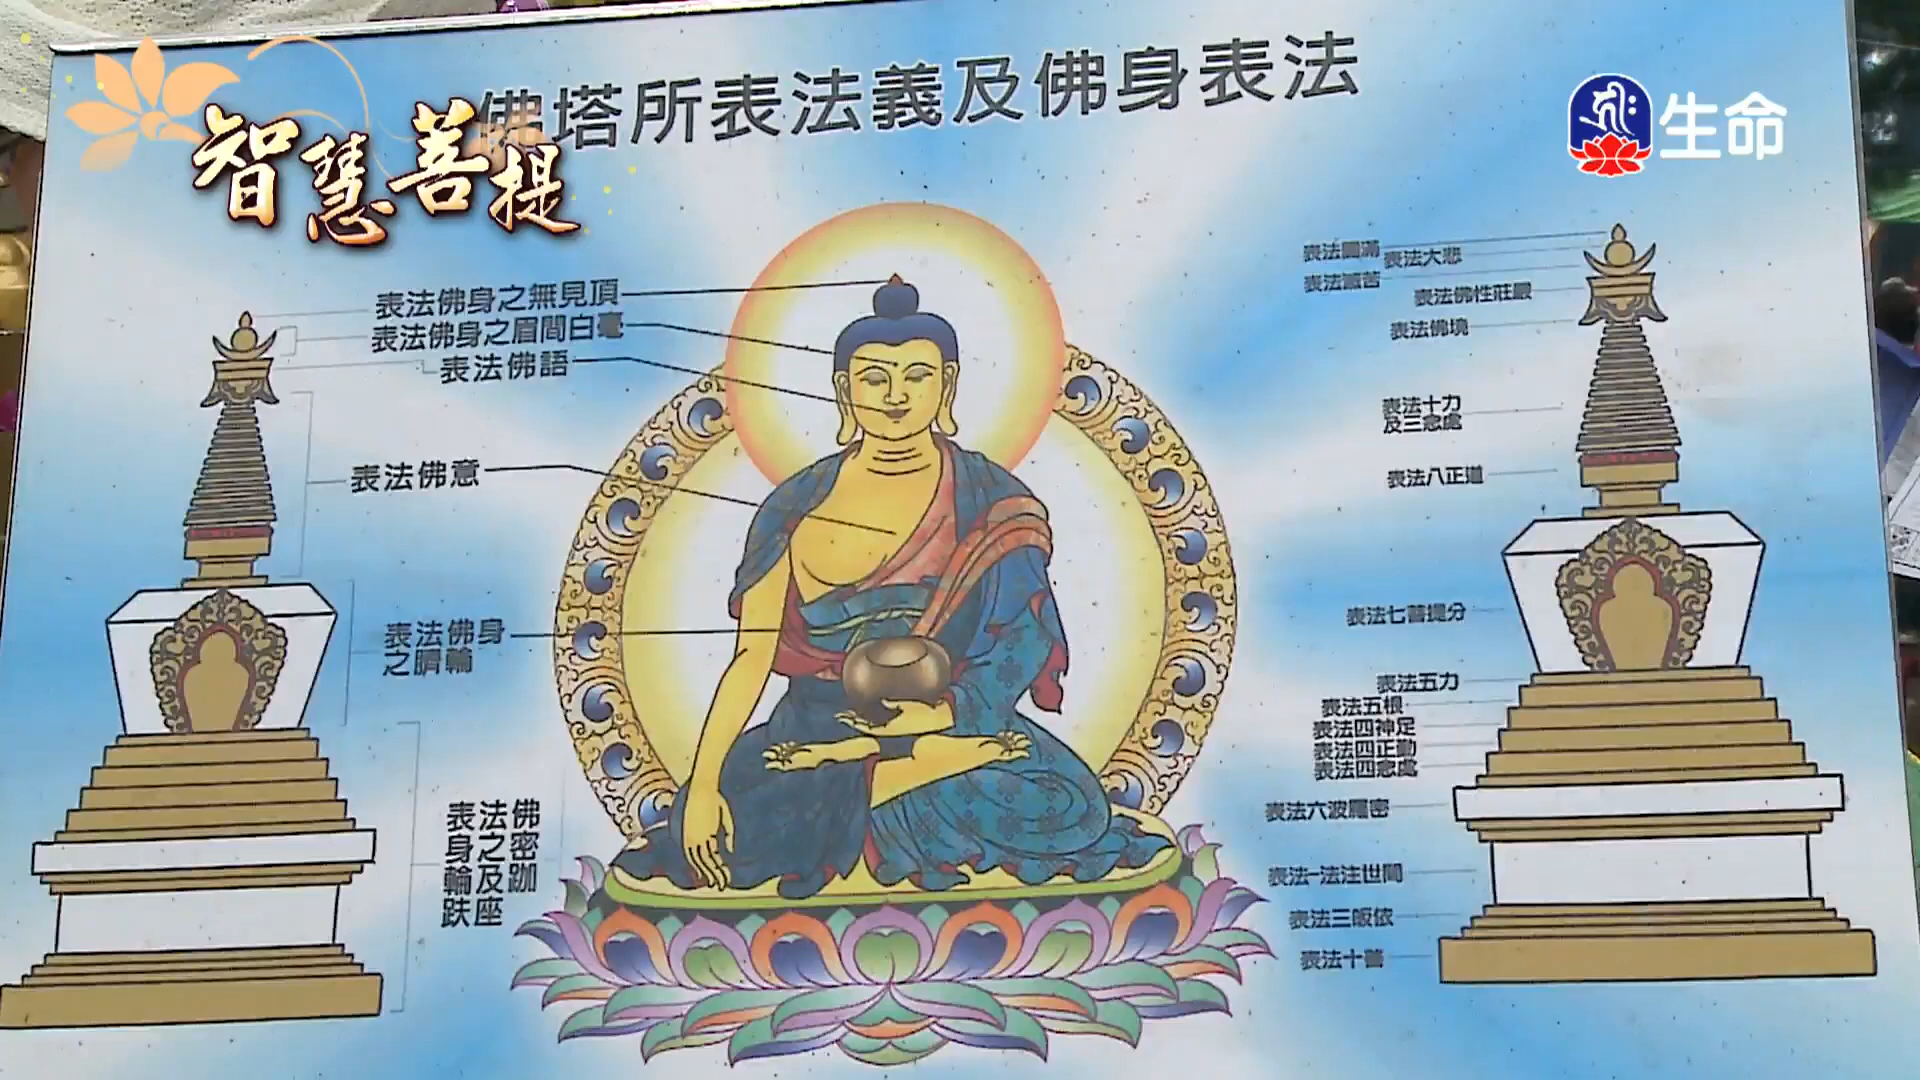 佛塔所表法義及佛身表法
智慧菩提
生命
表法佛身之無見頂
表法佛身之眉間白毫
表法佛語
表法佛意
表法佛身
之臍輪
表法佛
身之密
輪及跏
趺座
表法圓滿
表法大悲
表法滅苦
表法佛性莊嚴
表法佛境
表法十力
及三念處
表法八正道
表法七菩提分
表法五力
表法五根
表法四神足
表法四正勤
表法四念處
表法六波羅密
表法一法注世間
表法三皈依
表法十善